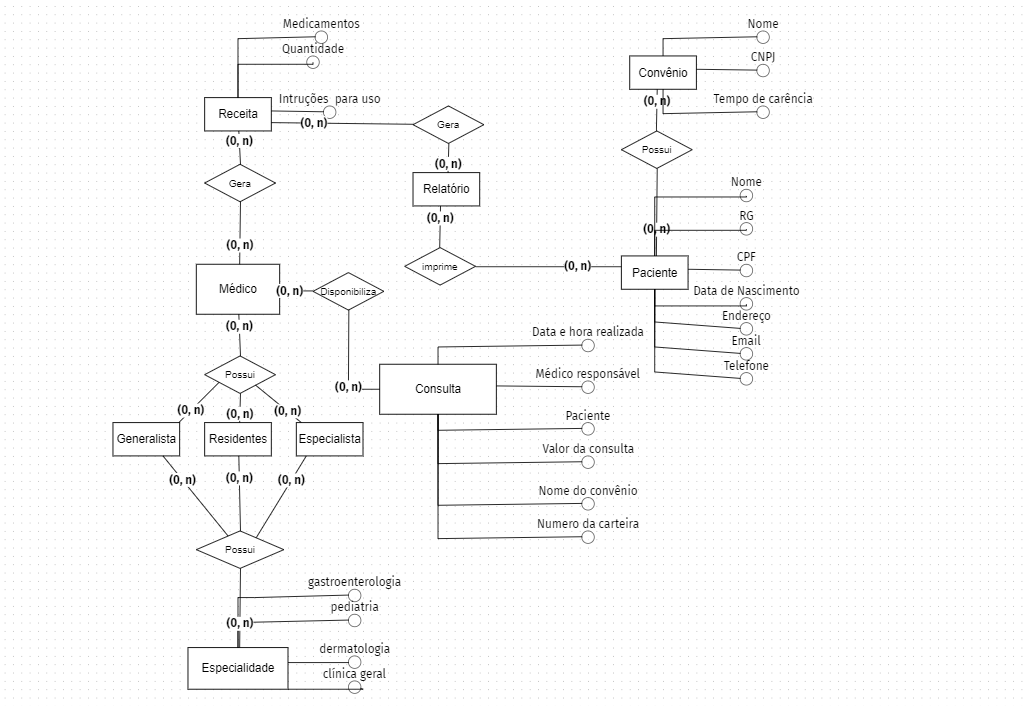 Medicamentos
Quantidade
Receita
Intruções para uso
(0, n)
(0, n)
Gera
(0, n)
Relatório
(0, n)
imprime
(0, n)
Gera
(0, n)
Médico
(0, n)
Disponibiliza
(0, n)
(0, n)
Possui
(0, n)
(0, n)
(0, n)
Generalista
Residentes
Especialista
(0, n)
(0, n)
(0, n)
Possui
gastroenterologia
pediatria
(0, n)
dermatologia
Especialidade
clínica geral
Consulta
Data e hora realizada
Médico responsável
Paciente
Valor da consulta
Nome do convênio
Numero da carteira
Nome
Convênio
CNPJ
(0, n)
Tempo de carência
Possui
Nome
RG
(0, n)
CPF
Paciente
Data de Nascimento
Endereço
Email
Telefone